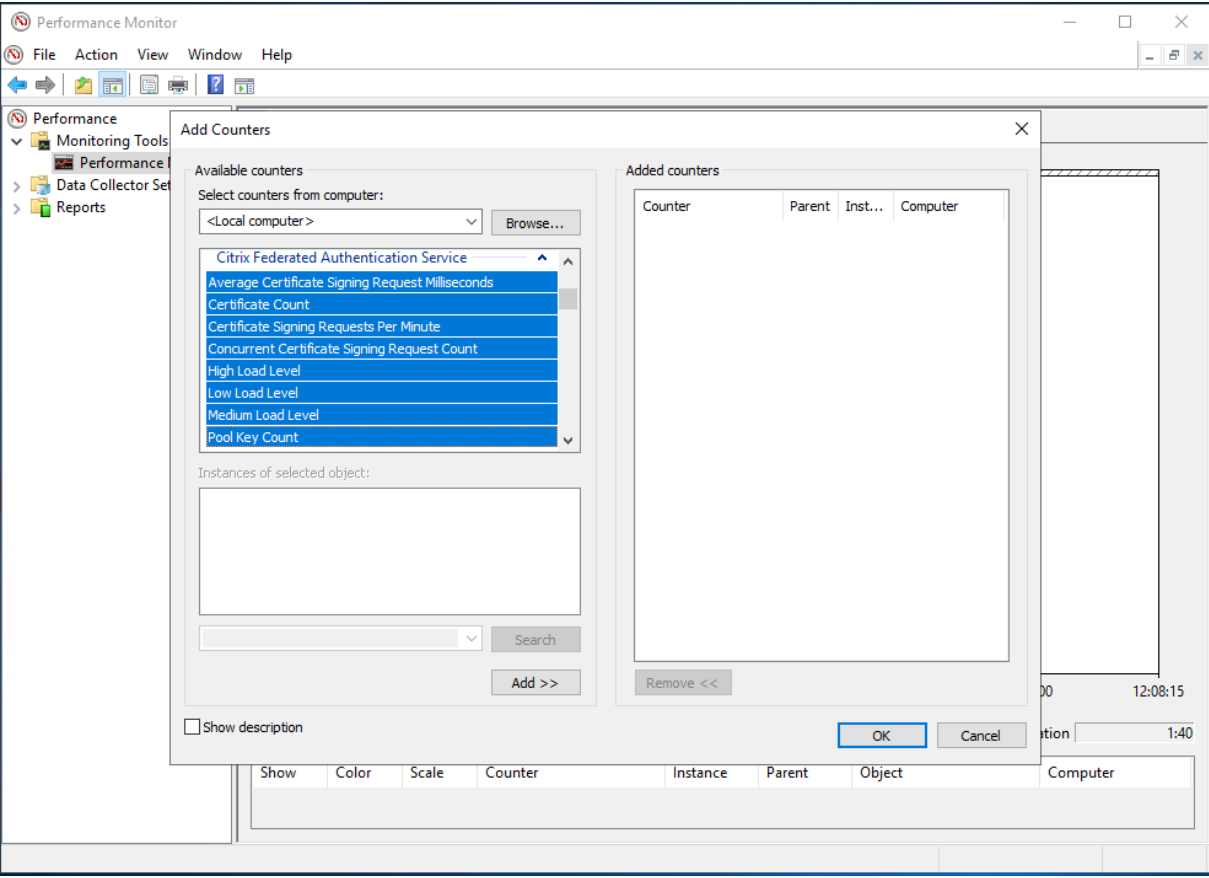 Performance Monitor
File Action View Window Help
Performance
Monitoring Tools
Performance
Data Collector Set
Reports
Add Counters
Available counters
Select counters from computer:
<Local computer>
Browse...
Citrix Federated Authentication Service
Average Certificate Signing Request Milliseconds
Certificate Count
Certificate Signing Requests Per Minute
Concurrent Certificate Signing Request Count
High Load Level
Low Load Level
Medium Load Level
Pool Key Count
Instances of selected object:
Search
Add >>
Show description
Added counters
Counter Parent Inst... Computer
Remove <<
OK Cancel
00 12:08:15
ation 1:40
Show Color Scale Counter Instance Parent Object Computer